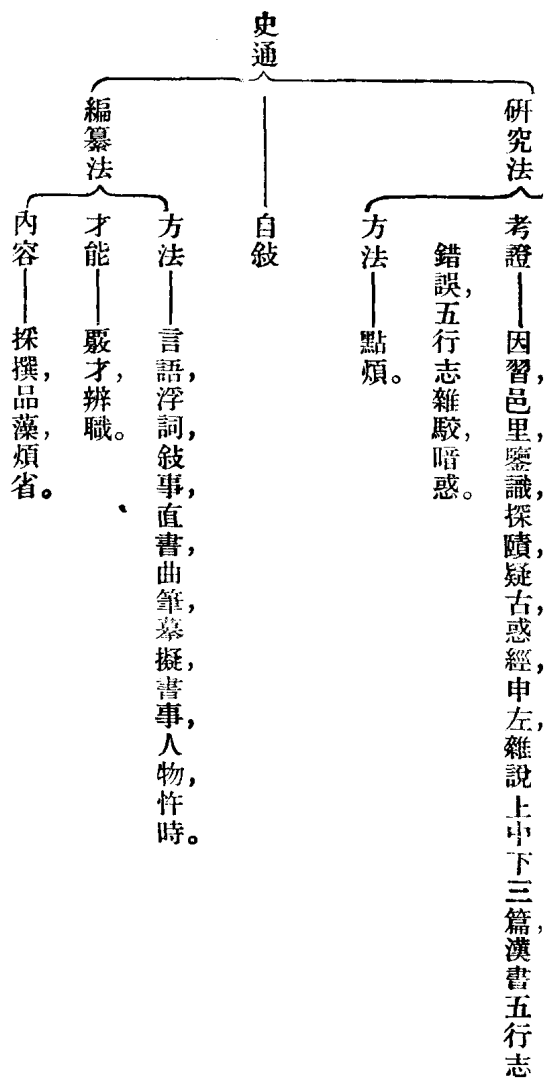 史通
研究法
考證——因習,邑里,鑒識,探賾,疑古,惑經,申左,雜說上中下三篇,漢書五行志
錯誤,五行志雜駁,暗惑。
方法——點煩。
自敍
編纂法
方法——言語,浮詞,敍事,直書,曲筆,摹擬,書事,人物,忤時。
才能——覈才,辨職。
內容——採撰,品藻,煩省。